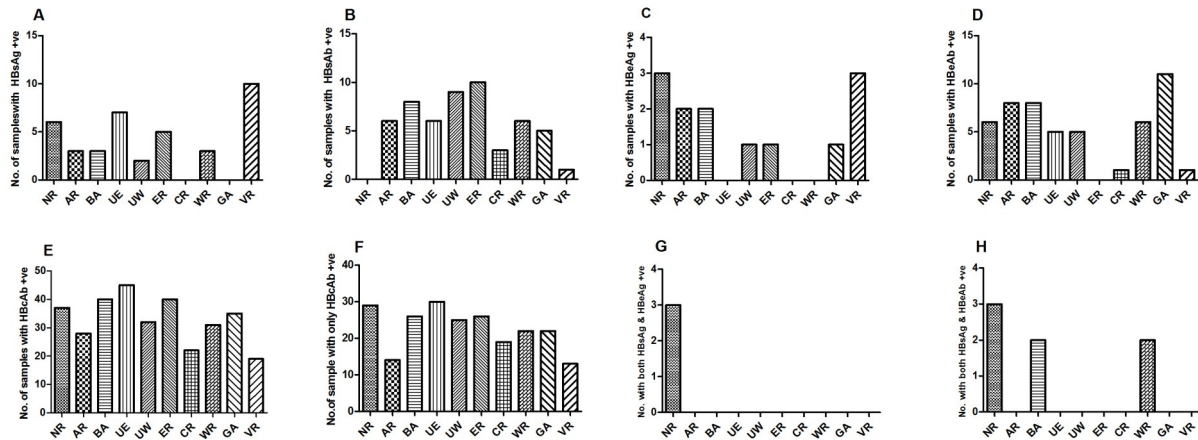 A
No. of sampleswith HBsAg +ve
15
10
5
0
NR AR BA UE UW ER CR WR GA VR
B
No. of samples with HBsAb +ve
15
10
5
0
NR AR BA UE UW ER CR WR GA VR
C
No. of samples with HBeAg +ve
4
3
2
1
0
NR AR BA UE UW ER CR WR GA VR
D
No. of samples with HBeAb +ve
15
10
5
0
NR AR BA UE UW ER CR WR GA VR
E
No. of samples with HBcAb +ve
50
40
30
20
10
0
NR AR BA UE UW ER CR WR GA VR
F
No.of sample with only HBcAb +ve
40
30
20
10
0
NR AR BA UE UW ER CR WR GA VR
G
No. with both HBsAg & HBeAg +ve
4
3
2
1
0
NR AR BA UE UW ER CR WR GA VR
H
No. with both HBsAg & HBeAb +ve
4
3
2
1
0
NR AR BA UE UW ER CR WR GA VR